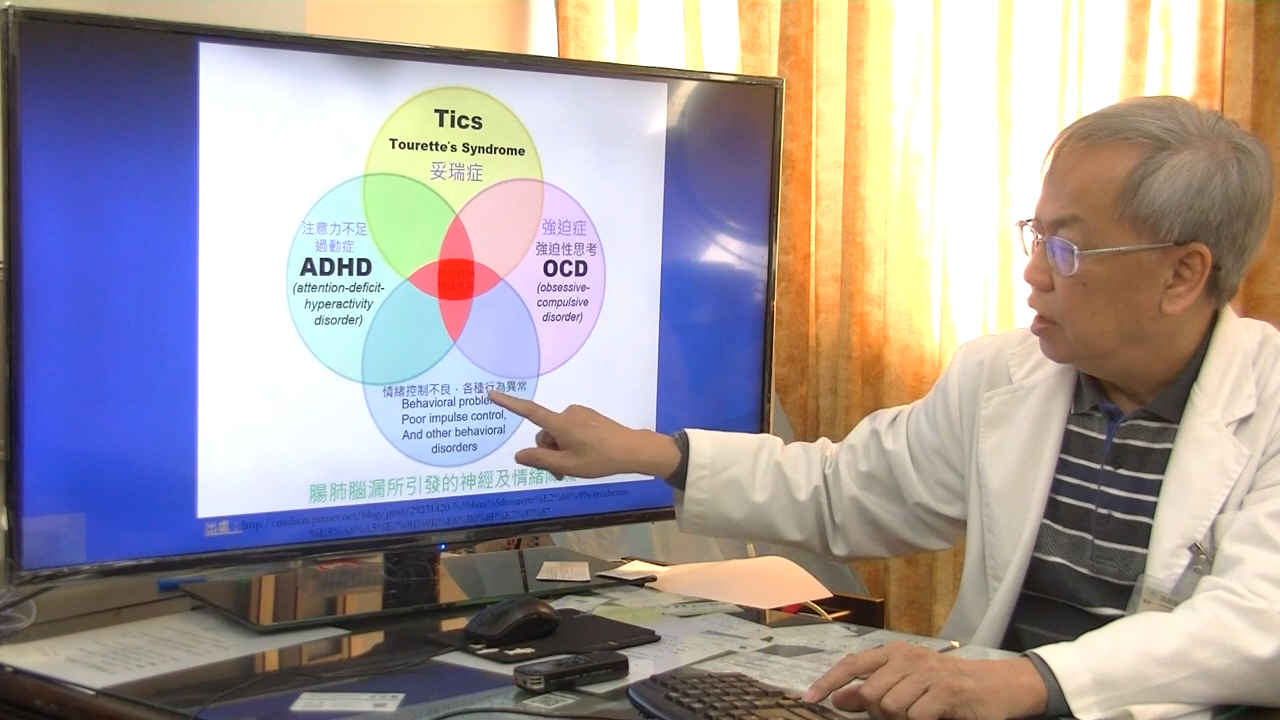 Tics
Tourette's Syndrome
妥瑞症
注意力不足
過動症
ADHD
(attention-deficit-
hyperactivity
disorder)
強迫症
強迫性思考
OCD
(obsessive-
compulsive
disorder)
情緒控制不良，各種行為異常
Behavioral proble
Poor impulse control,
And other behavioral
disorders
腸肺腦漏所引發的神經及情緒
出處：